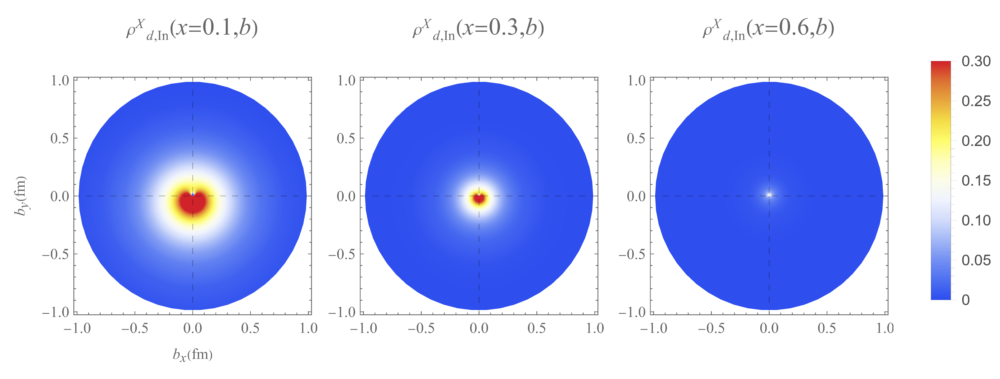 ρ^X_{d,In}(x=0.1,b)
ρ^X_{d,In}(x=0.3,b)
ρ^X_{d,In}(x=0.6,b)
b_y(fm)
1.0
0.5
0.0
−0.5
−1.0
−1.0 −0.5 0.0 0.5 1.0
b_x(fm)
1.0
0.5
0.0
−0.5
−1.0
−1.0 −0.5 0.0 0.5 1.0
1.0
0.5
0.0
−0.5
−1.0
−1.0 −0.5 0.0 0.5 1.0
0.30
0.25
0.20
0.15
0.10
0.05
0